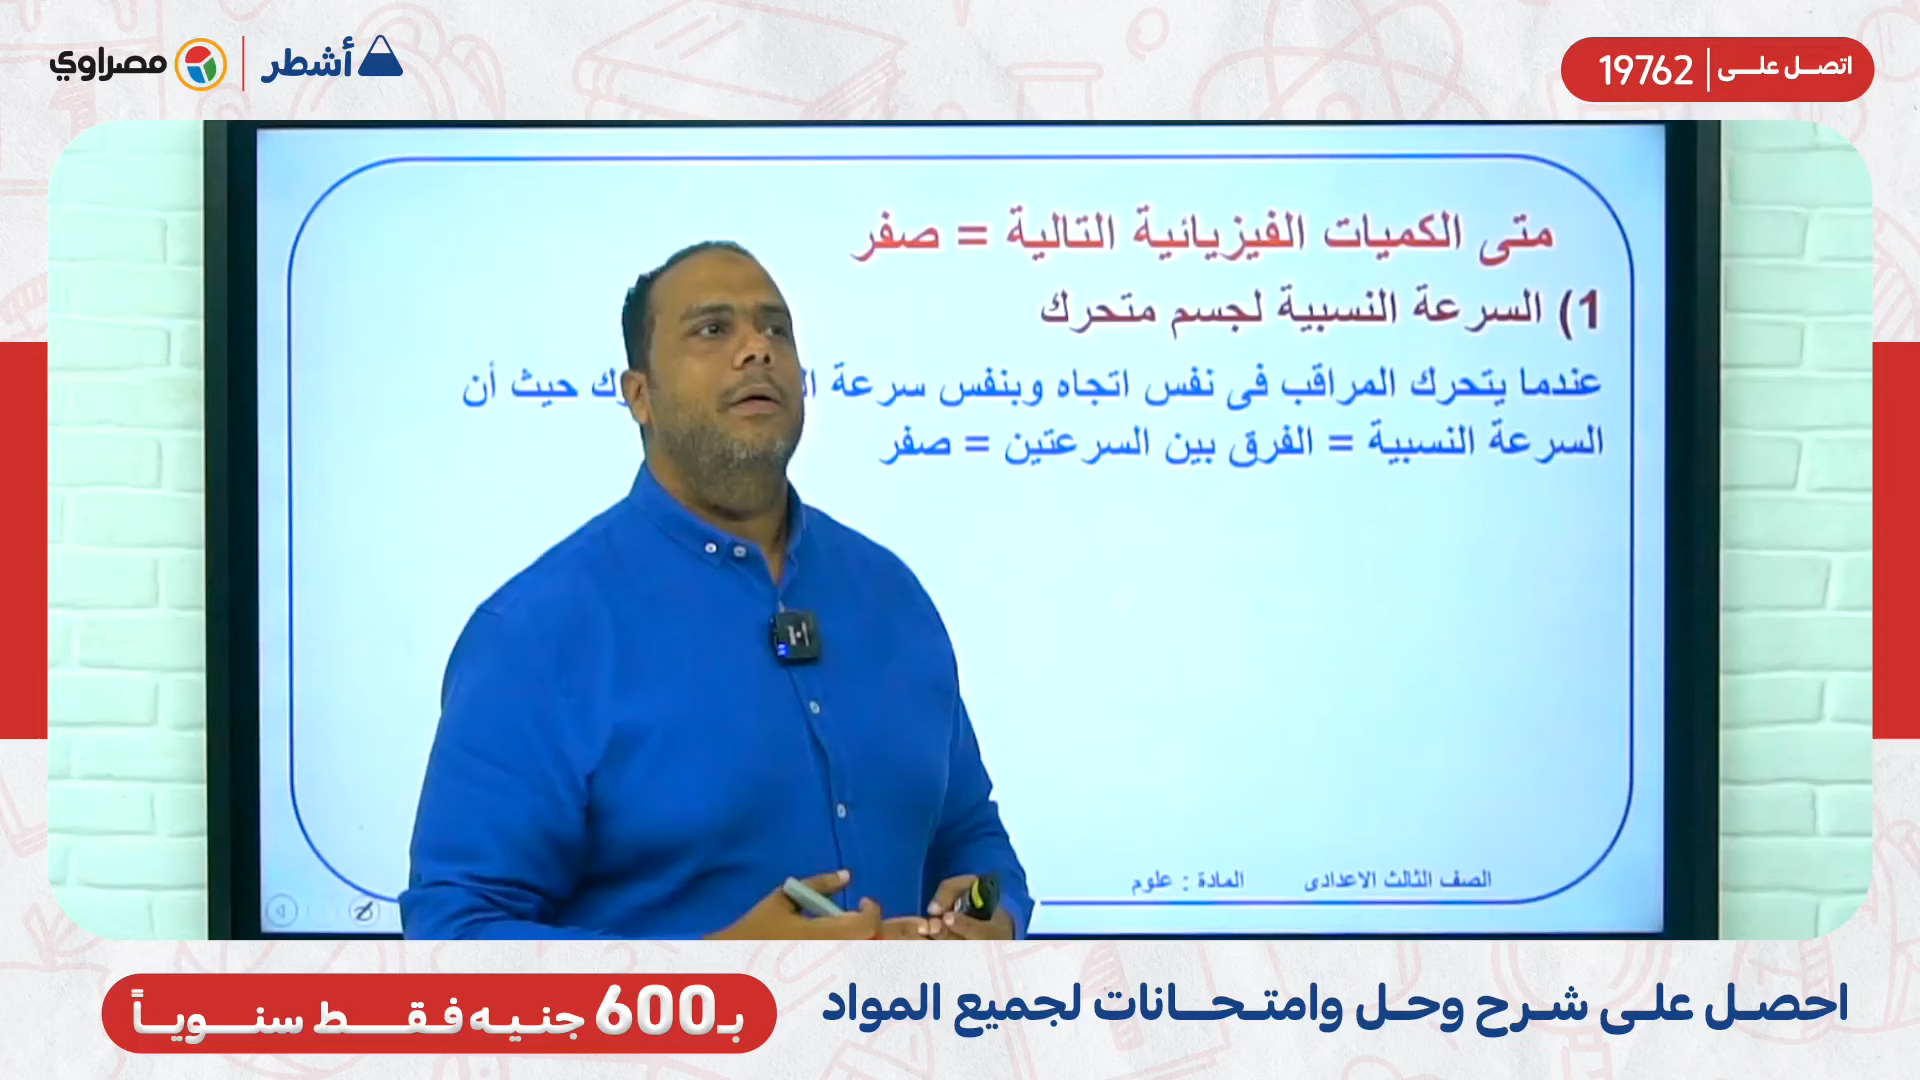 مصراوي
أشطر
اتصل على 19762
متى الكميات الفيزيائية التالية = صفر
1) السرعة النسبية لجسم متحرك
عندما يتحرك المراقب فى نفس اتجاه وبنفس سرعة حيث أن
السرعة النسبية = الفرق بين السرعتين = صفر
الصف الثالث الاعدادى المادة : علوم
احصل على شرح وحل وامتحانات لجميع المواد
بـ600 جنيه فقط سنوياً